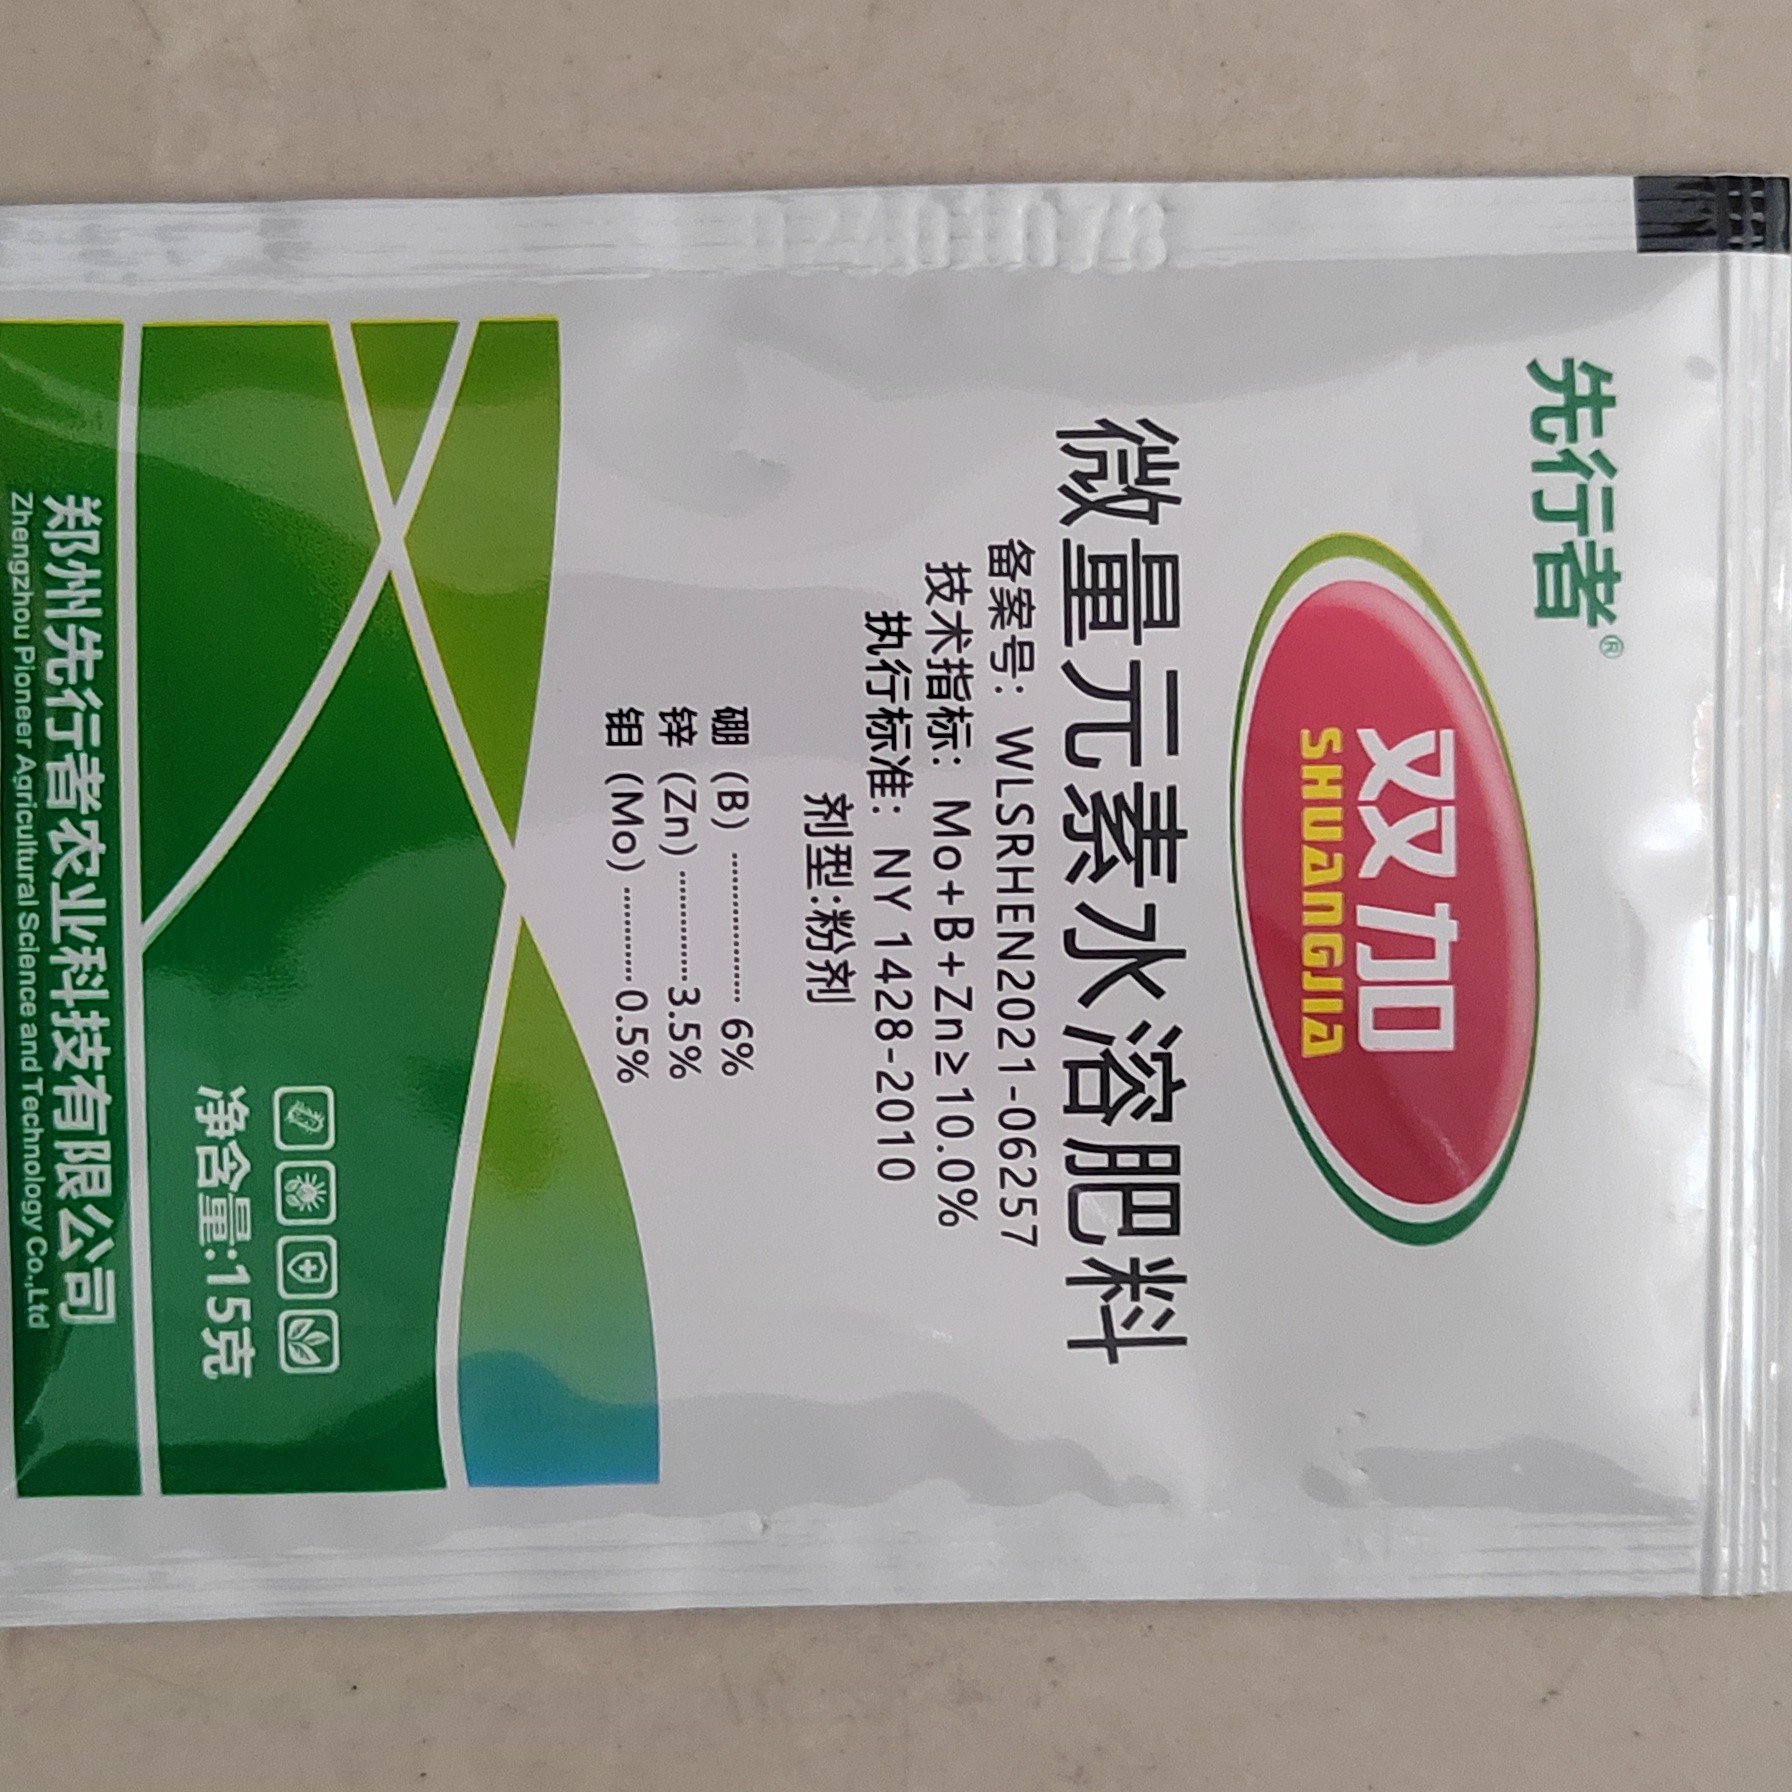 先行者®
双加
SHUANGJIA
微量元素水溶肥料
备案号：WLSRHEN2021-06257
技术指标：Mo+B+Zn≥10.0%
执行标准：NY 1428-2010
剂型:粉剂
硼 (B) ................ 6%
锌 (Zn) ............3.5%
钼 (Mo) ..........0.5%
净含量:15克
郑州先行者农业科技有限公司
Zhengzhou Pioneer Agricultural Science and Technology Co.,Ltd